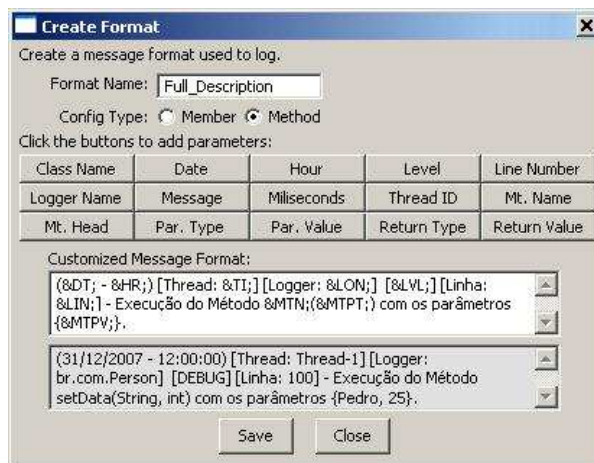 Create Format
Create a message format used to log.
Format Name: Full_Description
Config Type: Member Method
Click the buttons to add parameters:
Class Name Date Hour Level Line Number
Logger Name Message Miliseconds Thread ID Mt. Name
Mt. Head Par. Type Par. Value Return Type Return Value
Customized Message Format:
(&DT; - &HR;) [Thread: &TI;] [Logger: &LON;] [&LVL;] [Linha:
&LIN;] - Execução do Método &MTN;(&MTPT;) com os parâmetros
{&MTPV;}.
(31/12/2007 - 12:00:00) [Thread: Thread-1] [Logger:
br.com.Person] [DEBUG] [Linha: 100] - Execução do Método
setData(String, int) com os parâmetros {Pedro, 25}.
Save Close